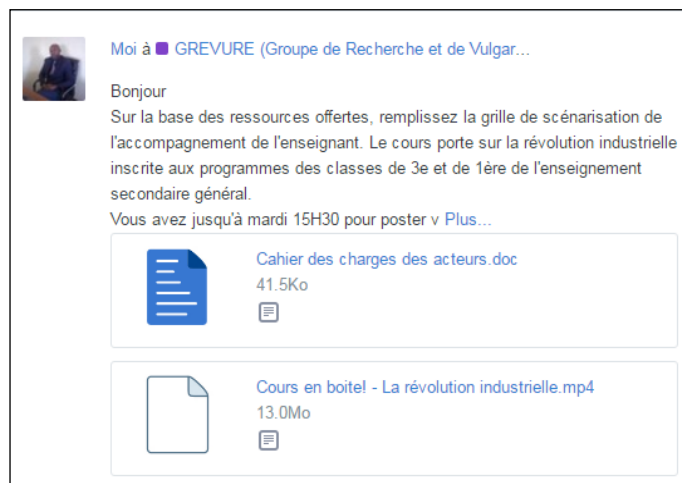 Moi à GREVURE (Groupe de Recherche et de Vulgar...
Bonjour
Sur la base des ressources offertes, remplissez la grille de scénarisation de
l'accompagnement de l'enseignant. Le cours porte sur la révolution industrielle
inscrite aux programmes des classes de 3e et de 1ère de l'enseignement
secondaire général.
Vous avez jusqu'à mardi 15H30 pour poster v Plus...
Cahier des charges des acteurs.doc
41.5Ko
Cours en boite! - La révolution industrielle.mp4
13.0Mo